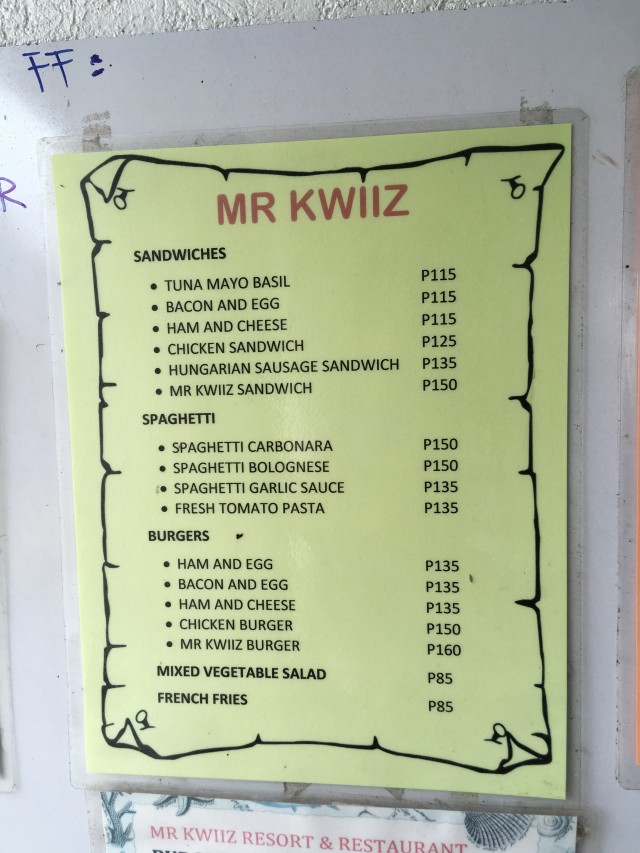 FF:
R
MR KWIIZ
SANDWICHES
• TUNA MAYO BASIL P115
• BACON AND EGG P115
• HAM AND CHEESE P115
• CHICKEN SANDWICH P125
• HUNGARIAN SAUSAGE SANDWICH P135
• MR KWIIZ SANDWICH P150
SPAGHETTI
• SPAGHETTI CARBONARA P150
• SPAGHETTI BOLOGNESE P150
• SPAGHETTI GARLIC SAUCE P135
• FRESH TOMATO PASTA P135
BURGERS
• HAM AND EGG P135
• BACON AND EGG P135
• HAM AND CHEESE P135
• CHICKEN BURGER P150
• MR KWIIZ BURGER P160
MIXED VEGETABLE SALAD P85
FRENCH FRIES P85
MR KWIIZ RESORT & RESTAURANT